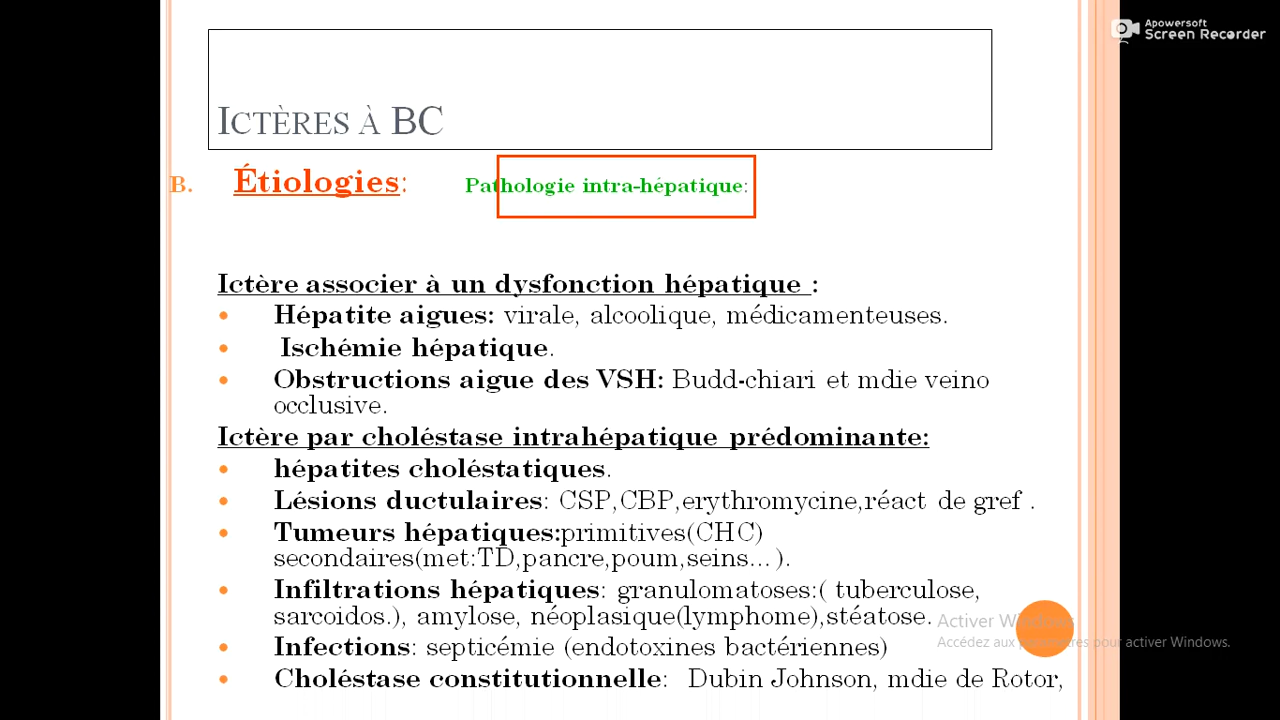 Apowersoft
Screen Recorder
Ictères à BC
B. Étiologies: Pathologie intra-hépatique:
Ictère associer à un dysfonction hépatique :
• Hépatite aigues: virale, alcoolique, médicamenteuses.
• Ischémie hépatique.
• Obstructions aigue des VSH: Budd-chiari et mdie veino
occlusive.
Ictère par choléstase intrahépatique prédominante:
• hépatites choléstatiques.
• Lésions ductulaires: CSP,CBP,erythromycine,réact de gref .
• Tumeurs hépatiques:primitives(CHC)
secondaires(met:TD,pancre,poum,seins...).
• Infiltrations hépatiques: granulomatoses:( tuberculose,
sarcoidos.), amylose, néoplasique(lymphome),stéatose.
• Infections: septicémie (endotoxines bactériennes)
• Choléstase constitutionnelle: Dubin Johnson, mdie de Rotor,
Activer Windows
Accédez aux paramètres pour activer Windows.